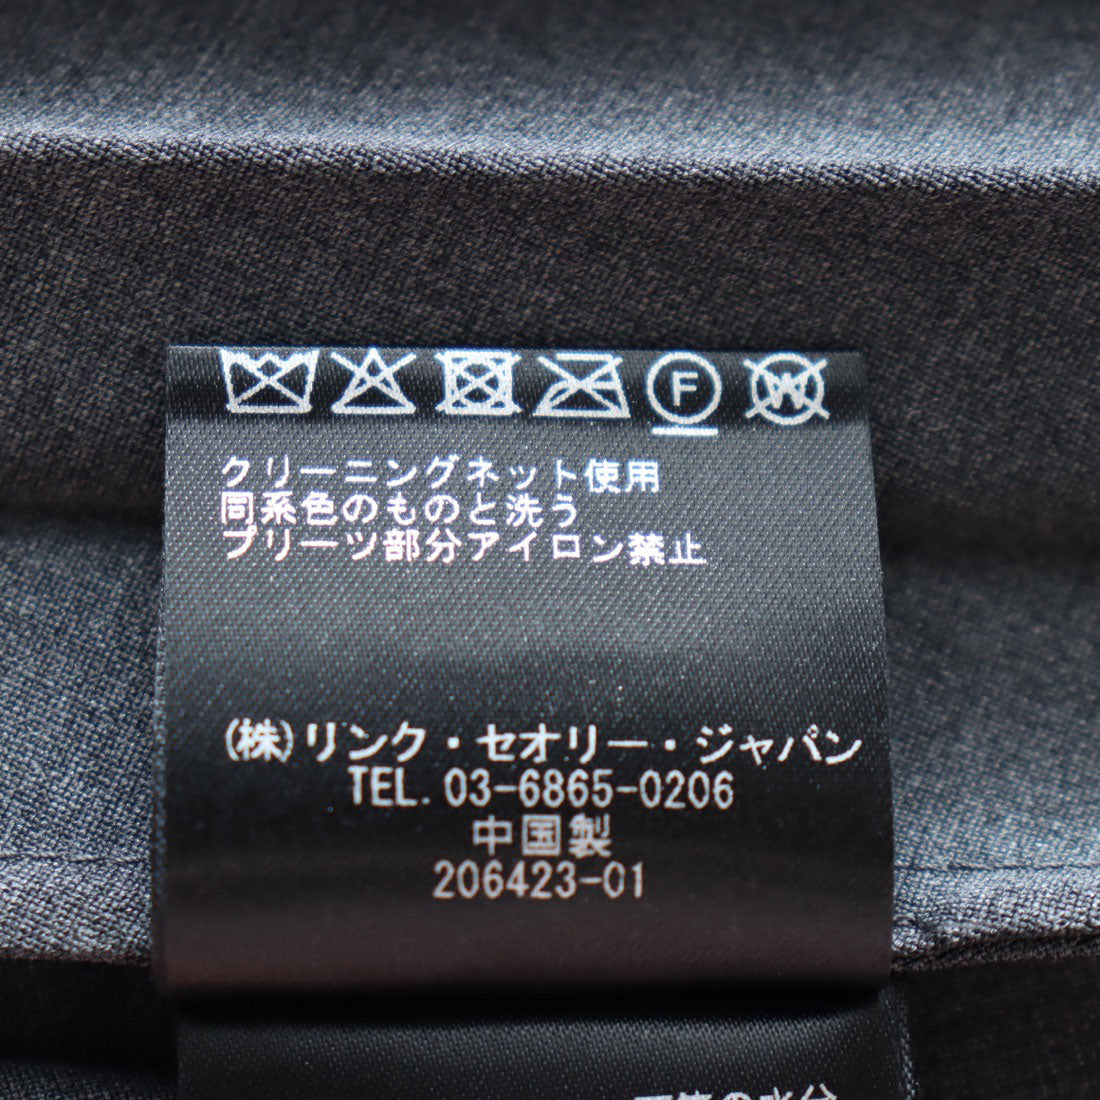 F W
クリーニングネット使用
同系色のものと洗う
プリーツ部分アイロン禁止
(株)リンク・セオリー・ジャパン
TEL. 03-6865-0206
中国製
206423-01